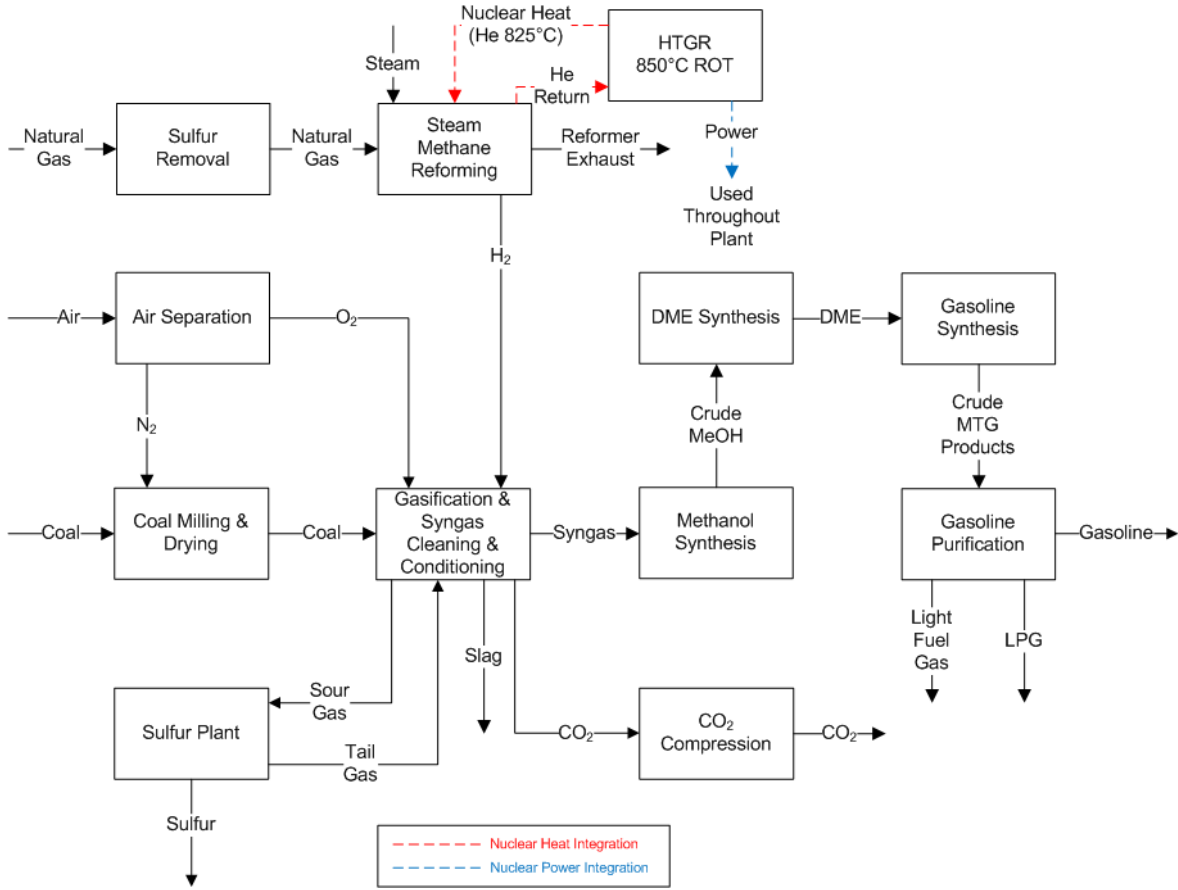 Nuclear Heat
(He 825°C)
HTGR
850°C ROT
Steam
He
Return
Natural
Gas
Sulfur
Removal
Natural
Gas
Steam
Methane
Reforming
Reformer
Exhaust
Power
Used
Throughout
Plant
H₂
Air
Air Separation
O₂
DME Synthesis
DME
Gasoline
Synthesis
N₂
Crude
MeOH
Crude
MTG
Products
Coal
Coal Milling &
Drying
Coal
Gasification &
Syngas
Cleaning &
Conditioning
Syngas
Methanol
Synthesis
Gasoline
Purification
Gasoline
Light
Fuel
Gas
LPG
Slag
Sour
Gas
Sulfur Plant
Tail
Gas
CO₂
CO₂
Compression
CO₂
Sulfur
Nuclear Heat Integration
Nuclear Power Integration